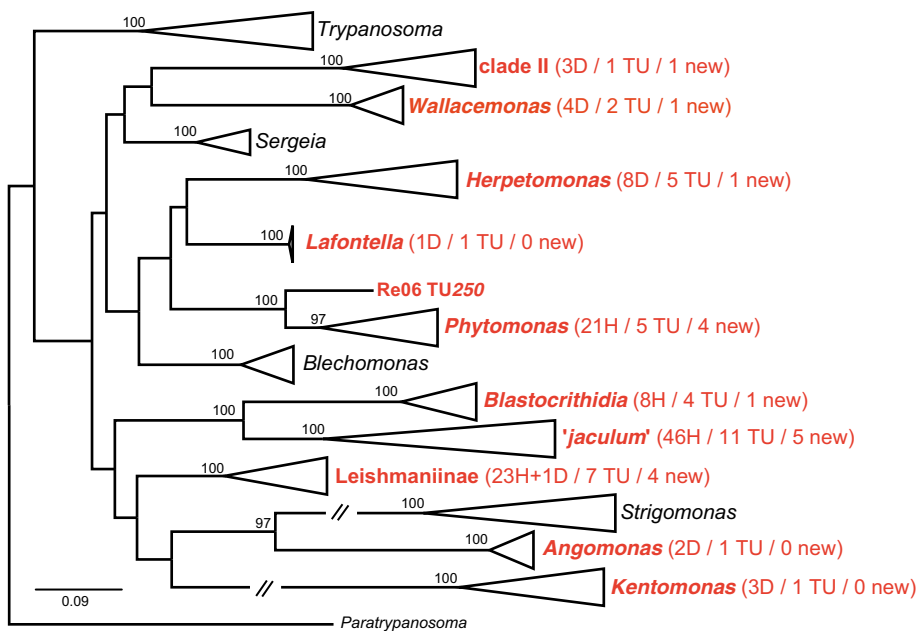 100 Trypanosoma
100 clade II (3D / 1 TU / 1 new)
100 Wallacemonas (4D / 2 TU / 1 new)
100 Sergeia
100 Herpetomonas (8D / 5 TU / 1 new)
100 Lafontella (1D / 1 TU / 0 new)
Re06 TU250
100
97 Phytomonas (21H / 5 TU / 4 new)
100 Blechomonas
100 Blastocrithidia (8H / 4 TU / 1 new)
100
100 'jaculum' (46H / 11 TU / 5 new)
100 Leishmaniinae (23H+1D / 7 TU / 4 new)
100 Strigomonas
97
100 Angomonas (2D / 1 TU / 0 new)
100 Kentomonas (3D / 1 TU / 0 new)
0.09
Paratrypanosoma